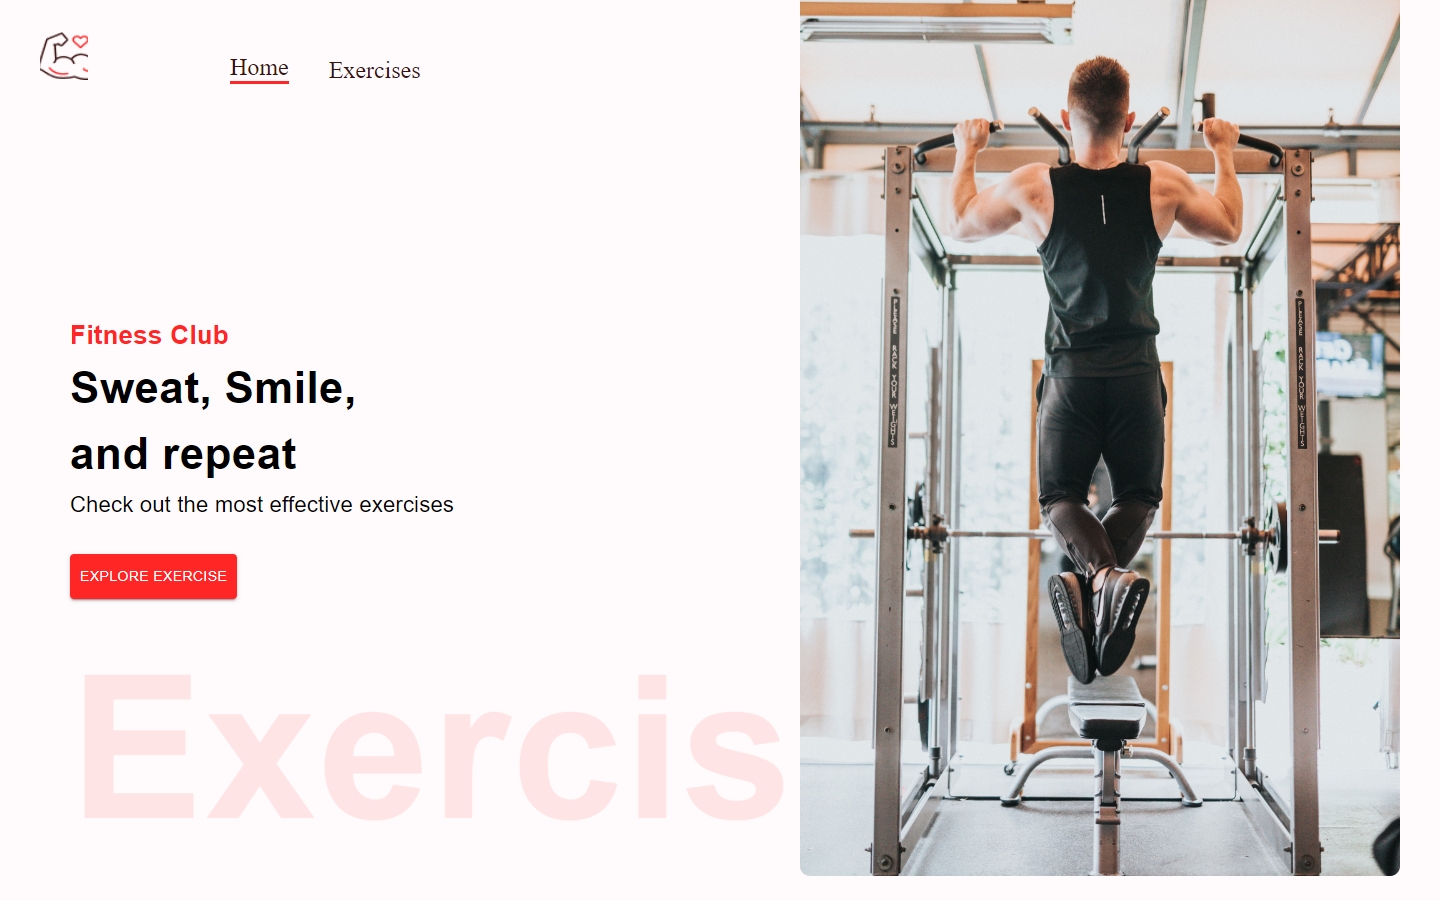 Home
Exercises
Fitness Club
Sweat, Smile,
and repeat
Check out the most effective exercises
EXPLORE EXERCISE
Exercis
PLEASE RACK YOUR WEIGHTS
PLEASE RACK YOUR WEIGHTS